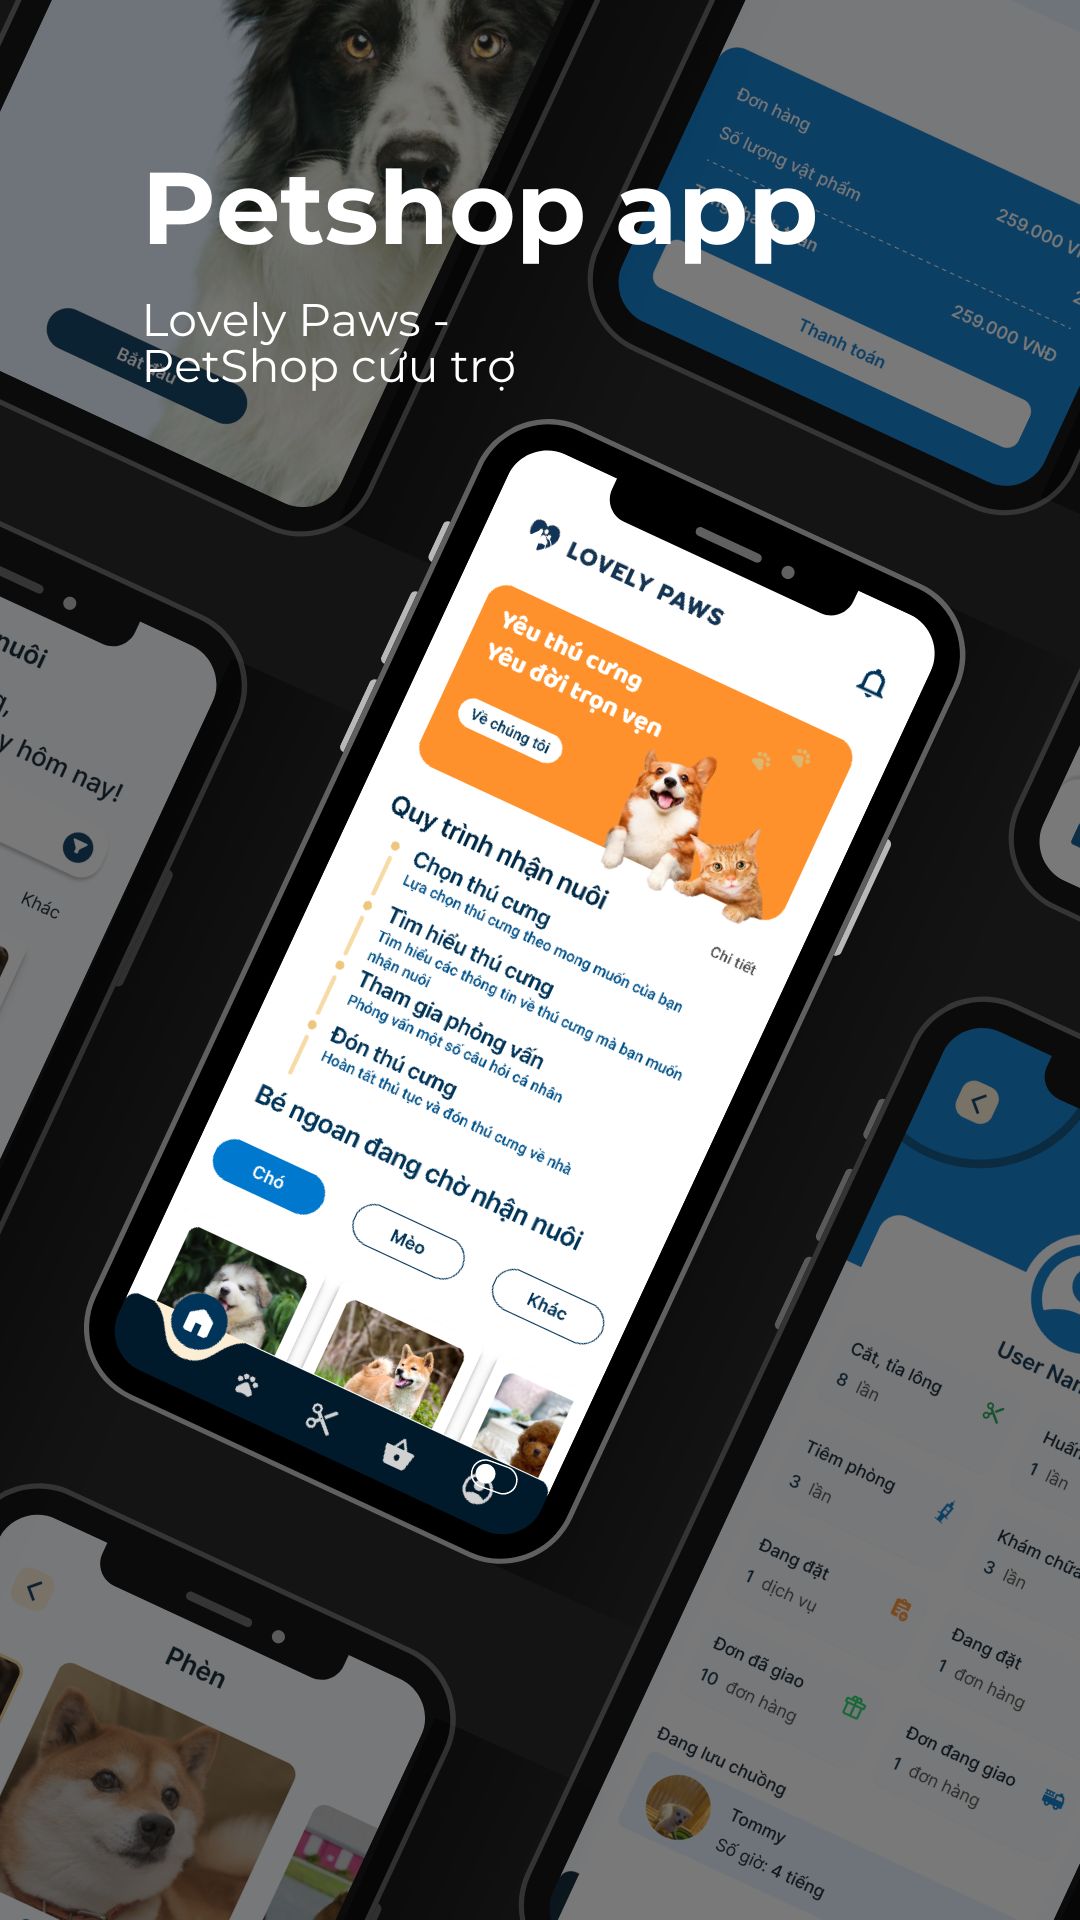 Petshop app
Lovely Paws -
PetShop cứu trợ
Bắt đầu
Đơn hàng
Số lượng vật phẩm
259.000
Tổng thanh toán
259.000 VNĐ
Thanh toán
nuôi
y hôm nay!
Khác
LOVELY PAWS
Yêu thú cưng
Yêu đời trọn vẹn
Về chúng tôi
Quy trình nhận nuôi
Chi tiết
Chọn thú cưng
Lựa chọn thú cưng theo mong muốn của bạn
Tìm hiểu thú cưng
Tìm hiểu các thông tin về thú cưng mà bạn muốn
nhận nuôi
Tham gia phỏng vấn
Phỏng vấn một số câu hỏi cá nhân
Đón thú cưng
Hoàn tất thủ tục và đón thú cưng về nhà
Bé ngoan đang chờ nhận nuôi
Chó
Mèo
Khác
User Nam
Cắt, tỉa lông
8 lần
Huấn
1 lần
Tiêm phòng
3 lần
Khám chữa
3 lần
Đang đặt
1 dịch vụ
Đang đặt
1 đơn hàng
Đơn đã giao
10 đơn hàng
Đơn đang giao
1 đơn hàng
Đang lưu chuồng
Tommy
Số giờ: 4 tiếng
Phèn